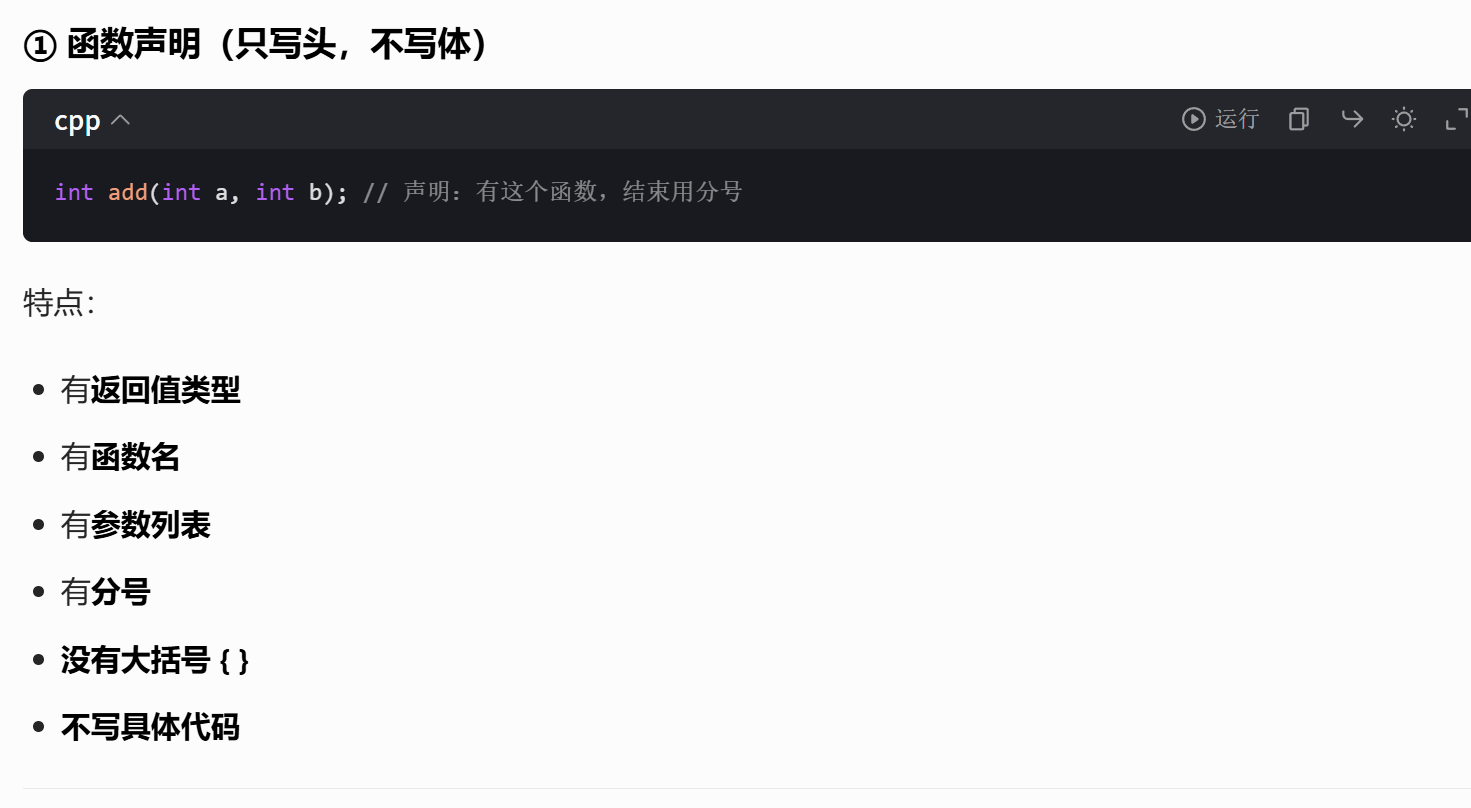 ① 函数声明（只写头，不写体）
cpp 运行
int add(int a, int b); // 声明：有这个函数，结束用分号
特点：
有返回值类型
有函数名
有参数列表
有分号
没有大括号 { }
不写具体代码